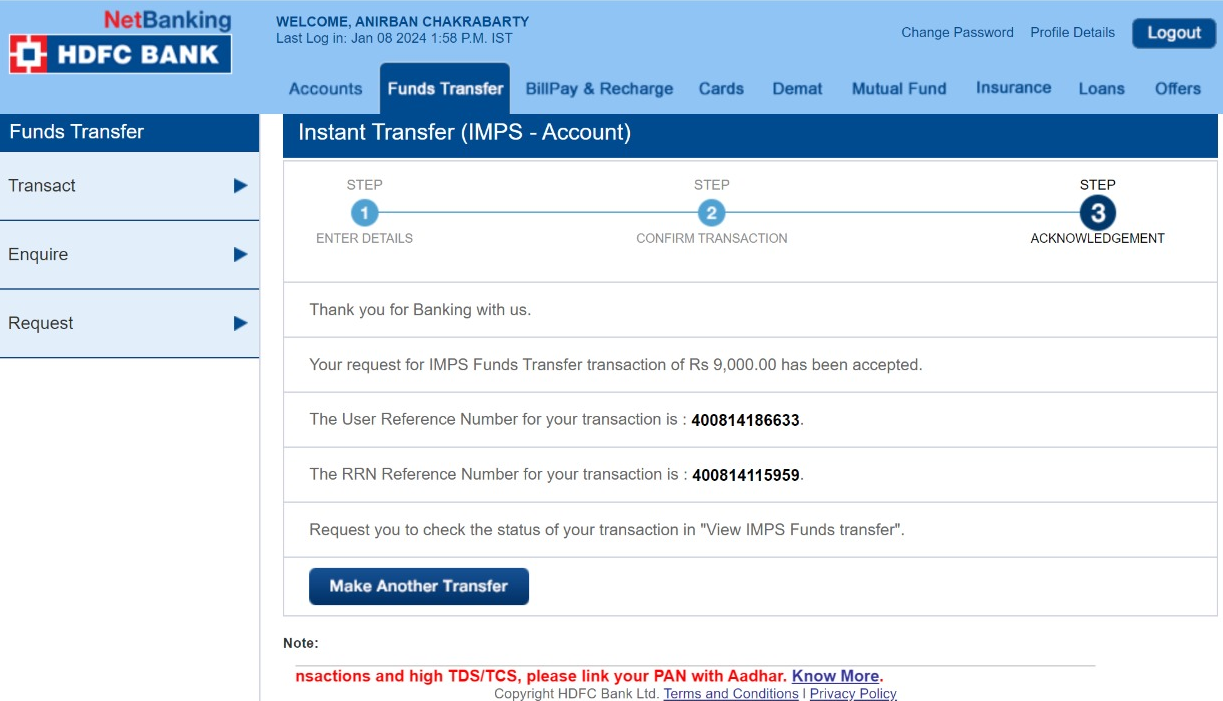 NetBanking
HDFC BANK
WELCOME, ANIRBAN CHAKRABARTY
Last Log in: Jan 08 2024 1:58 P.M. IST
Change Password Profile Details Logout
Accounts Funds Transfer BillPay & Recharge Cards Demat Mutual Fund Insurance Loans Offers
Funds Transfer
Transact
Enquire
Request
Instant Transfer (IMPS - Account)
STEP STEP STEP
1 2 3
ENTER DETAILS CONFIRM TRANSACTION ACKNOWLEDGEMENT
Thank you for Banking with us.
Your request for IMPS Funds Transfer transaction of Rs 9,000.00 has been accepted.
The User Reference Number for your transaction is : 400814186633.
The RRN Reference Number for your transaction is : 400814115959.
Request you to check the status of your transaction in "View IMPS Funds transfer".
Make Another Transfer
Note:
nsactions and high TDS/TCS, please link your PAN with Aadhar. Know More.
Copyright HDFC Bank Ltd. Terms and Conditions | Privacy Policy